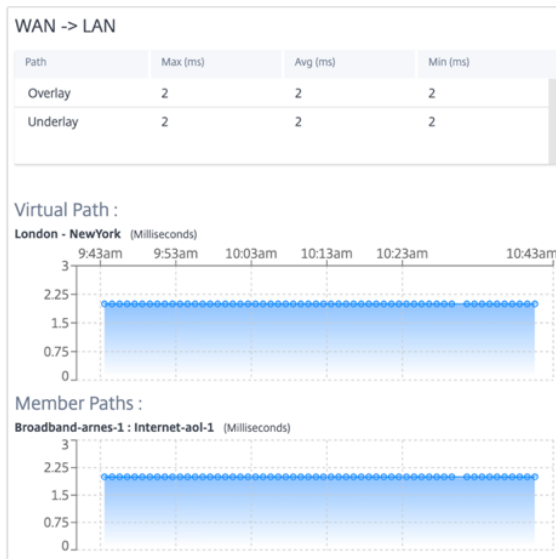 WAN -> LAN
Path Max (ms) Avg (ms) Min (ms)
Overlay 2 2 2
Underlay 2 2 2
Virtual Path :
London - NewYork (Milliseconds)
9:43am 9:53am 10:03am 10:13am 10:23am 10:43am
3
2.25
1.5
0.75
0
Member Paths :
Broadband-arnes-1 : Internet-aol-1 (Milliseconds)
3
2.25
1.5
0.75
0